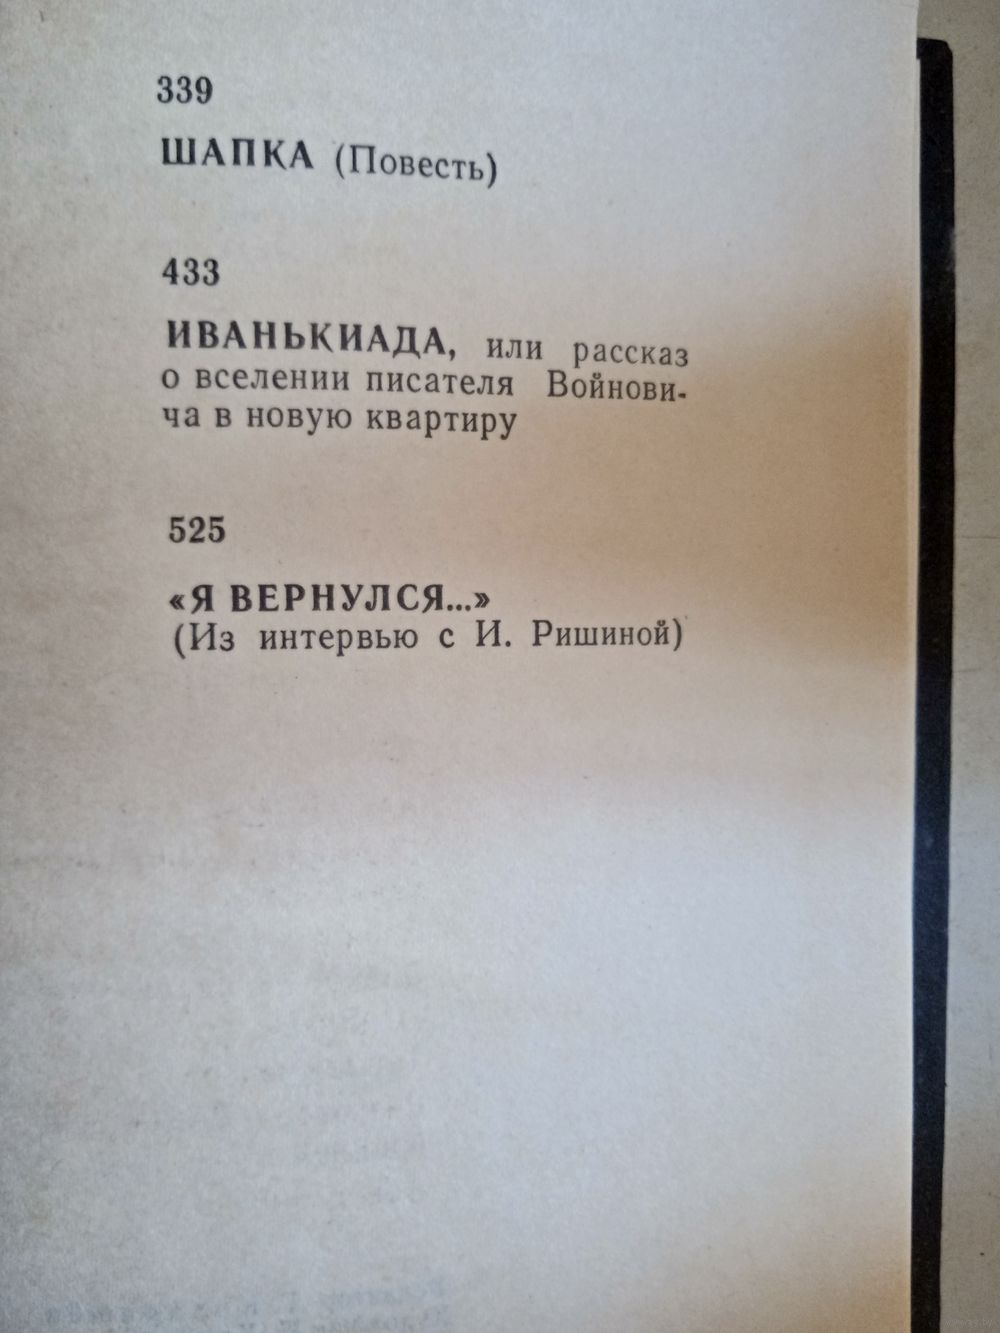 339
ШАПКА (Повесть)
433
ИВАНЬКИАДА, или рассказ
о вселении писателя Войнови-
ча в новую квартиру
525
«Я ВЕРНУЛСЯ...»
(Из интервью с И. Ришиной)